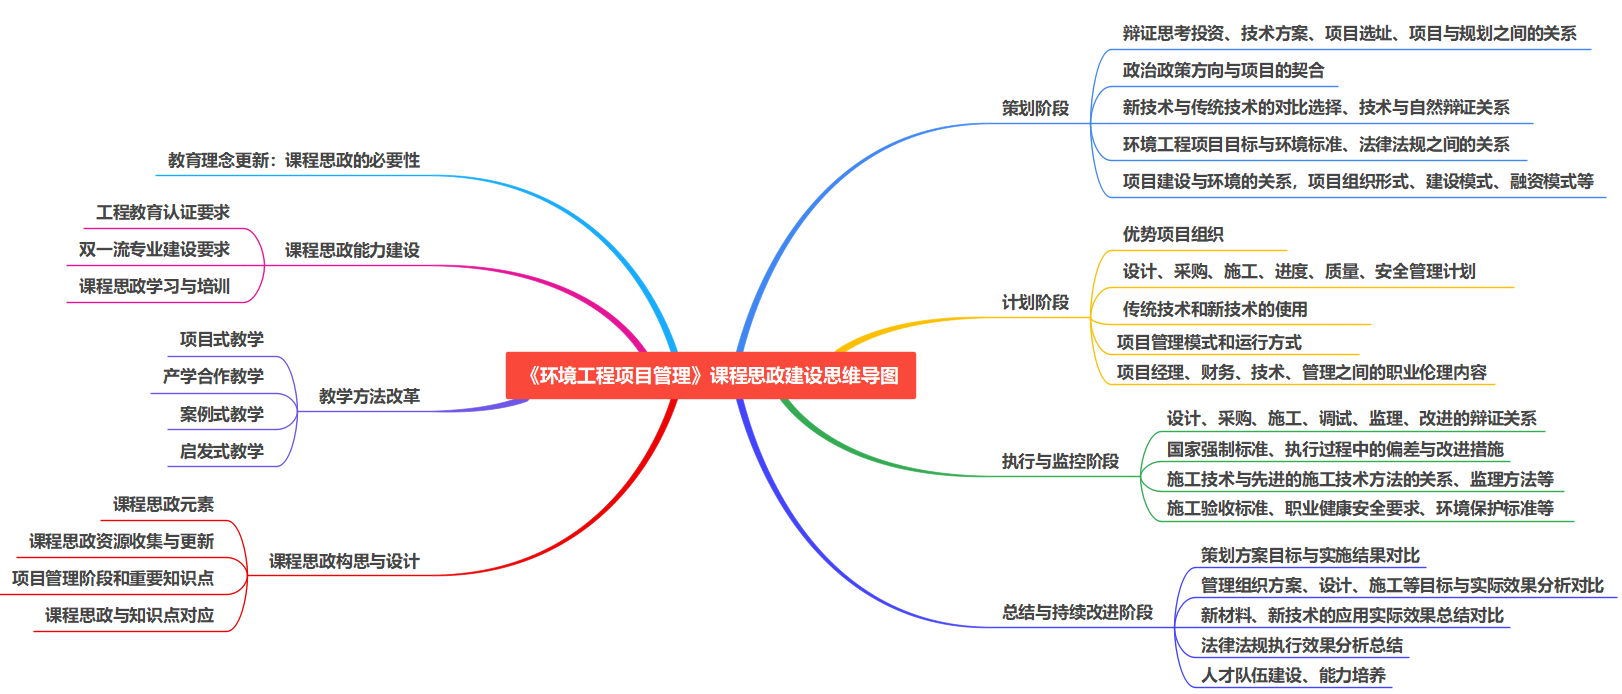 《环境工程项目管理》课程思政建设思维导图
教育理念更新：课程思政的必要性
课程思政能力建设
工程教育认证要求
双一流专业建设要求
课程思政学习与培训
教学方法改革
项目式教学
产学合作教学
案例式教学
启发式教学
课程思政构思与设计
课程思政元素
课程思政资源收集与更新
项目管理阶段和重要知识点
课程思政与知识点对应
策划阶段
辩证思考投资、技术方案、项目选址、项目与规划之间的关系
政治政策方向与项目的契合
新技术与传统技术的对比选择、技术与自然辩证关系
环境工程项目目标与环境标准、法律法规之间的关系
项目建设与环境的关系，项目组织形式、建设模式、融资模式等
计划阶段
优势项目组织
设计、采购、施工、进度、质量、安全管理计划
传统技术和新技术的使用
项目管理模式和运行方式
项目经理、财务、技术、管理之间的职业伦理内容
执行与监控阶段
设计、采购、施工、调试、监理、改进的辩证关系
国家强制标准、执行过程中的偏差与改进措施
施工技术与先进的施工技术方法的关系、监理方法等
施工验收标准、职业健康安全要求、环境保护标准等
总结与持续改进阶段
策划方案目标与实施结果对比
管理组织方案、设计、施工等目标与实际效果分析对比
新材料、新技术的应用实际效果总结对比
法律法规执行效果分析总结
人才队伍建设、能力培养